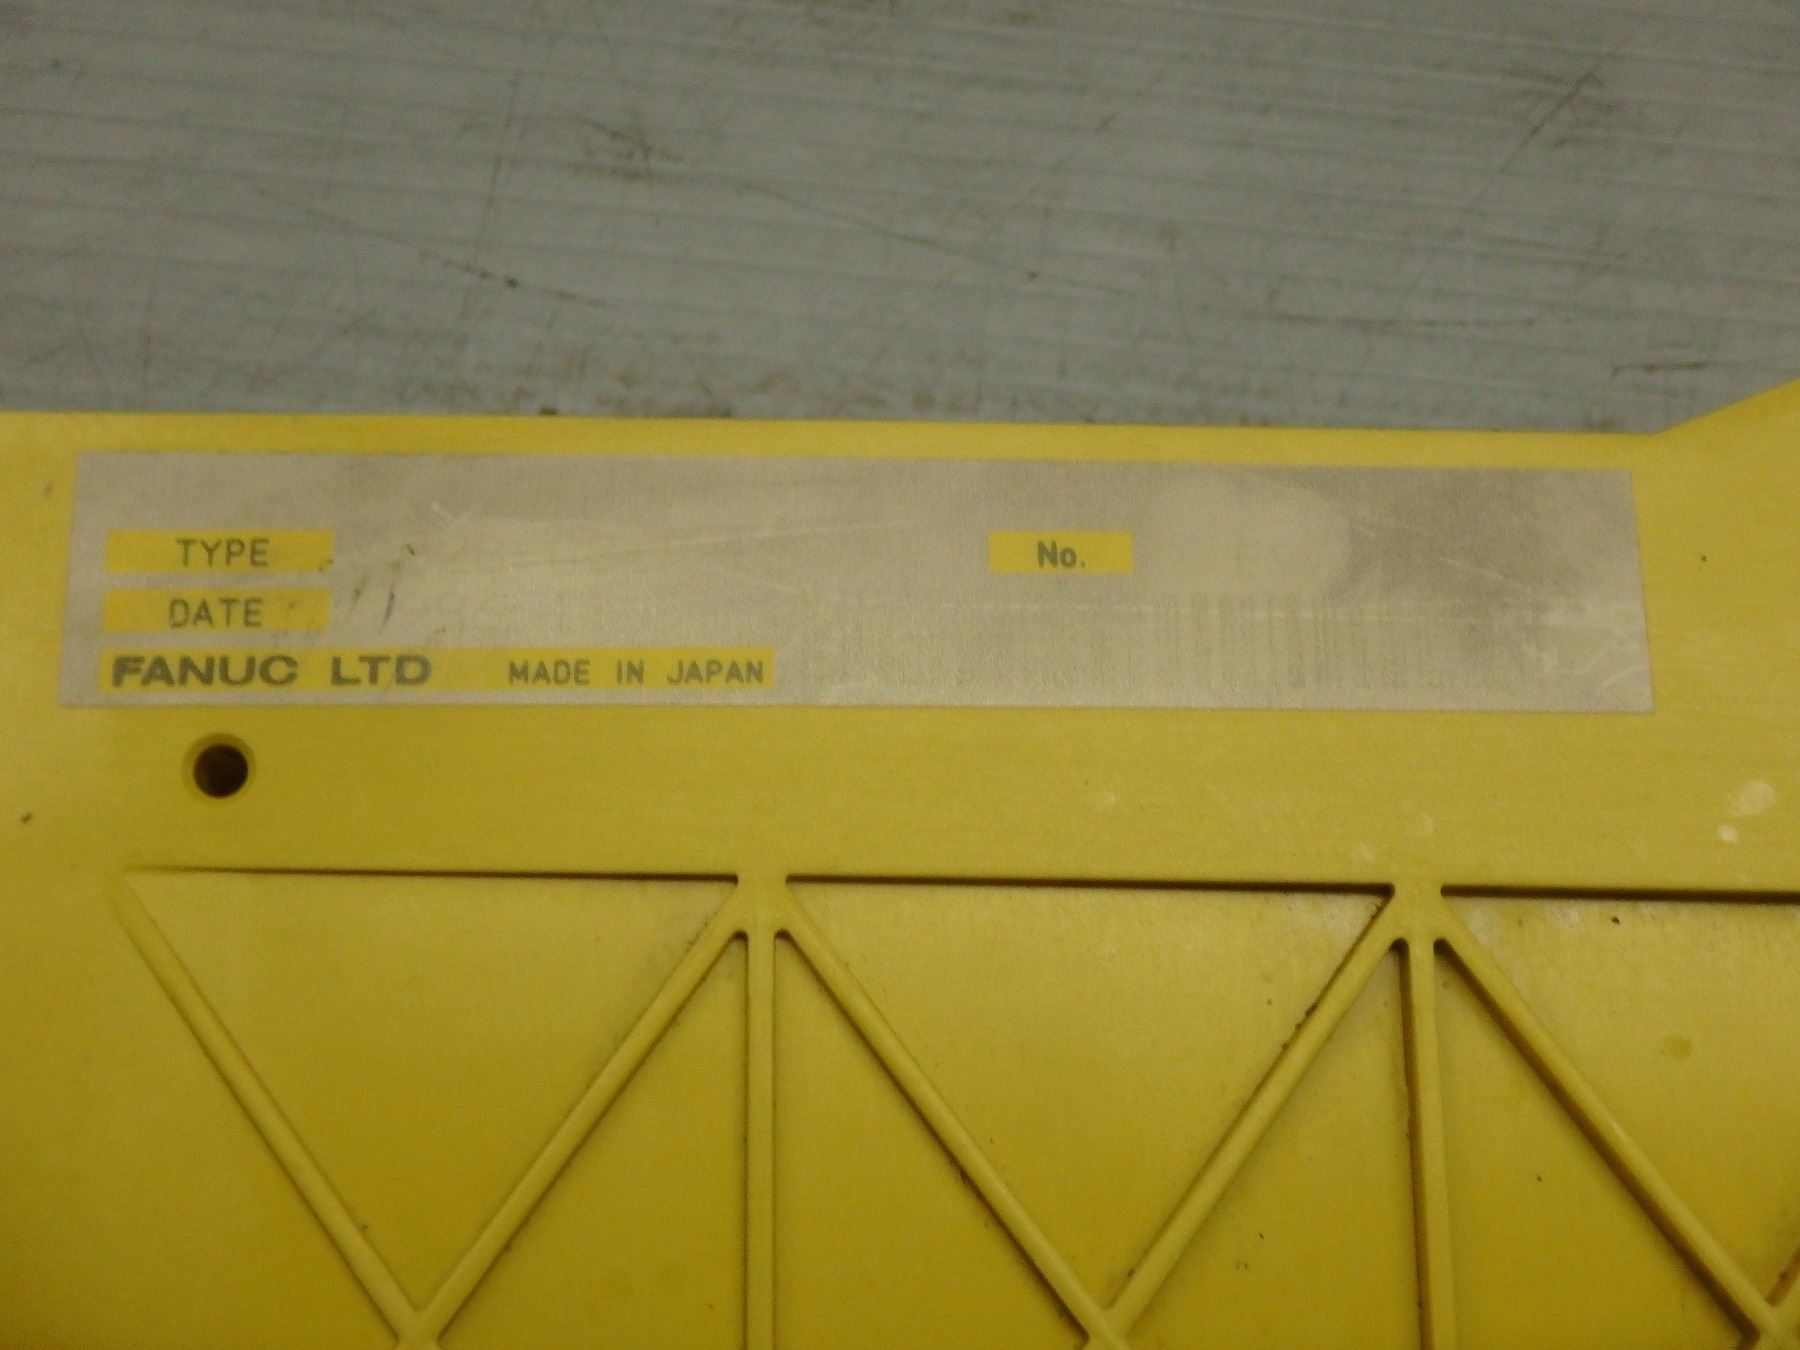 TYPE No.
DATE
FANUC LTD MADE IN JAPAN